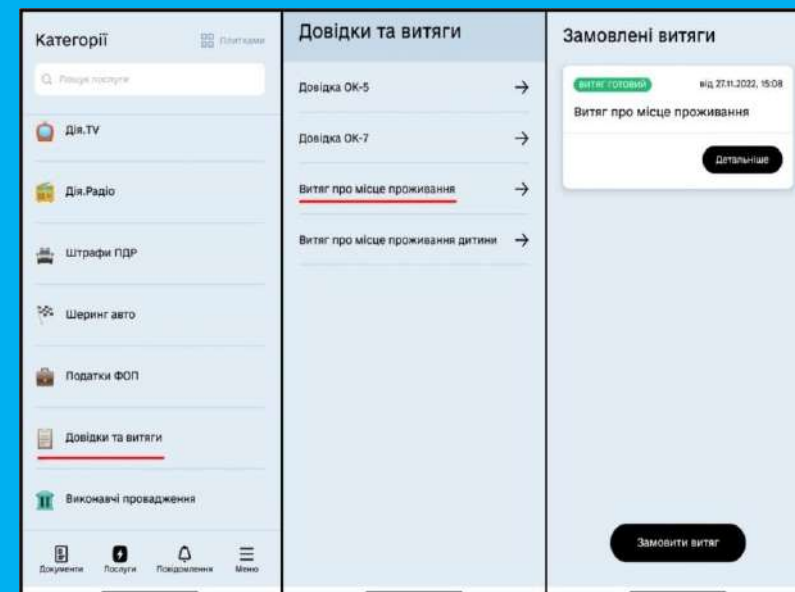 Категорії
Плитками
Пошук послуги
Дія.TV
Дія.Радіо
Штрафи ПДР
Шеринг авто
Податки ФОП
Довідки та витяги
Виконавчі провадження
Документи
Послуги
Повідомлення
Меню
Довідки та витяги
Довідка ОК-5
Довідка ОК-7
Витяг про місце проживання
Витяг про місце проживання дитини
Замовлені витяги
ВИТЯГ ГОТОВИЙ
від 27.11.2022, 15:08
Витяг про місце проживання
Детальніше
Замовити витяг